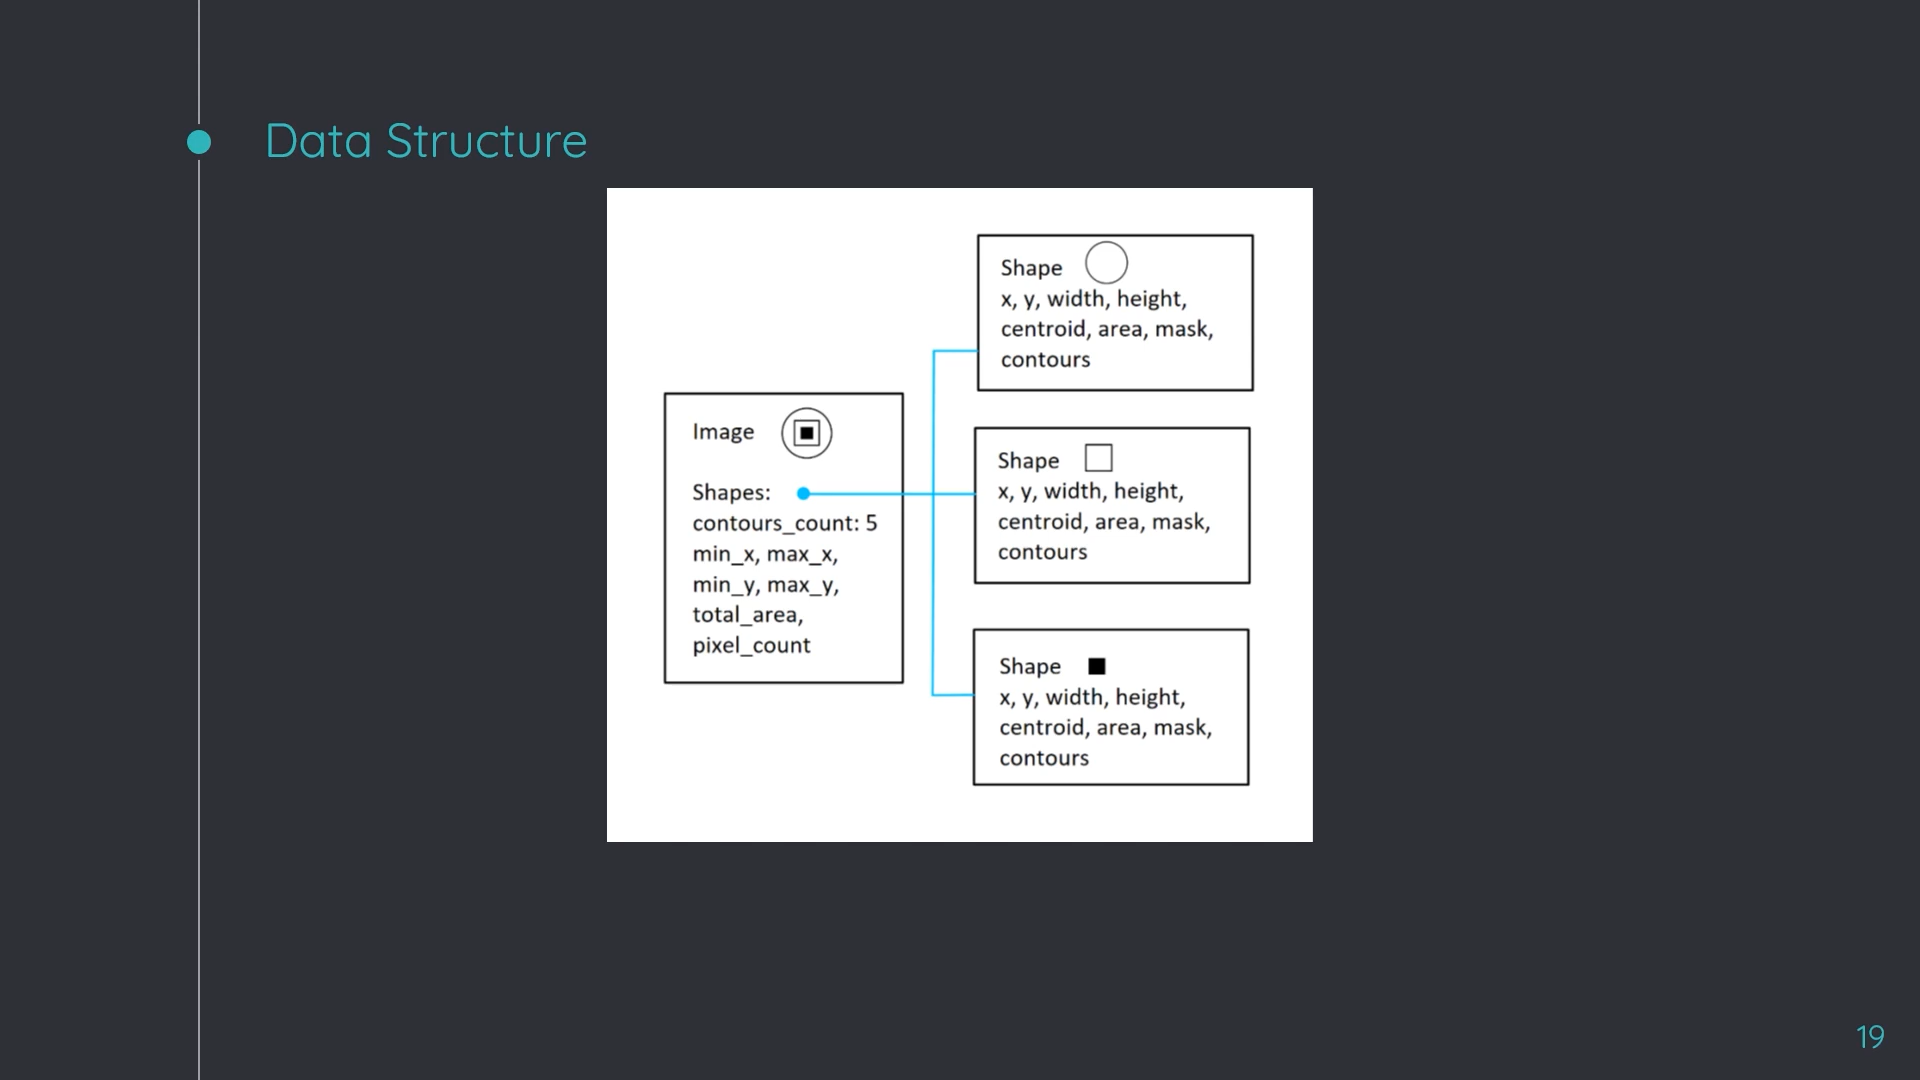 Data Structure
Image
Shapes:
contours_count: 5
min_x, max_x,
min_y, max_y,
total_area,
pixel_count
Shape
x, y, width, height,
centroid, area, mask,
contours
Shape
x, y, width, height,
centroid, area, mask,
contours
Shape
x, y, width, height,
centroid, area, mask,
contours
19